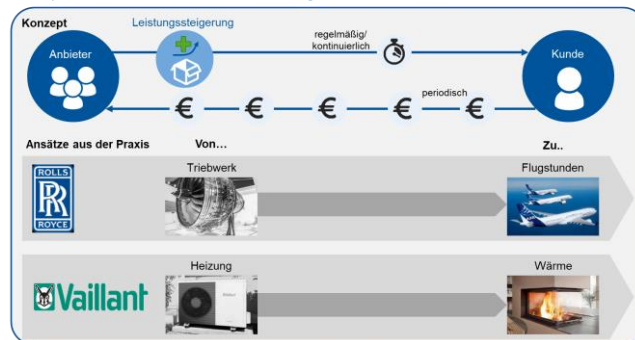 Konzept
Leistungssteigerung
Anbieter
regelmäßig/
kontinuierlich
Kunde
€ € € € €
periodisch
Ansätze aus der Praxis
Von…
Zu..
ROLLS
RR
ROYCE
Triebwerk
Flugstunden
Vaillant
Heizung
Wärme